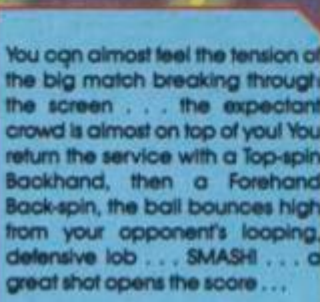 You can almost feel the tension of
the big match breaking through
the screen . . . the expectant
crowd is almost on top of you! You
return the service with a Top-spin
Backhand, then a Forehand
Back-spin, the ball bounces high
from your opponent's looping,
defensive lob . . . SMASH! . . . a
great shot opens the score . . .